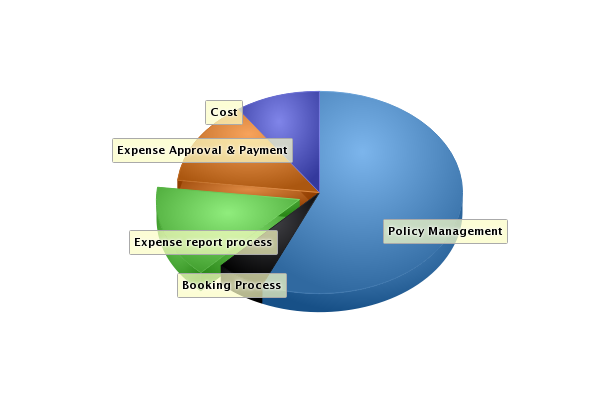 Cost
Expense Approval & Payment
Policy Management
Expense report process
Booking Process